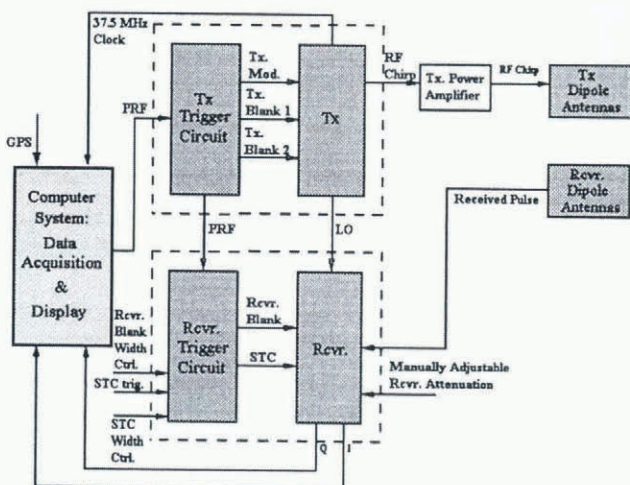 37.5 MHz
Clock
GPS
PRF
Computer
System:
Data
Acquisition
&
Display
Tx
Trigger
Circuit
Tx.
Mod.
Tx.
Blank 1
Tx.
Blank 2
Tx
RF
Chirp
Tx. Power
Amplifier
RF Chirp
Tx
Dipole
Antennas
Rcvr.
Dipole
Antennas
Received Pulse
PRF
LO
Rcvr.
Blank
Width
Ctrl.
STC trig.
STC
Width
Ctrl.
Rcvr.
Trigger
Circuit
Rcvr.
Blank
STC
Rcvr.
Manually Adjustable
Rcvr. Attenuation
Q
I